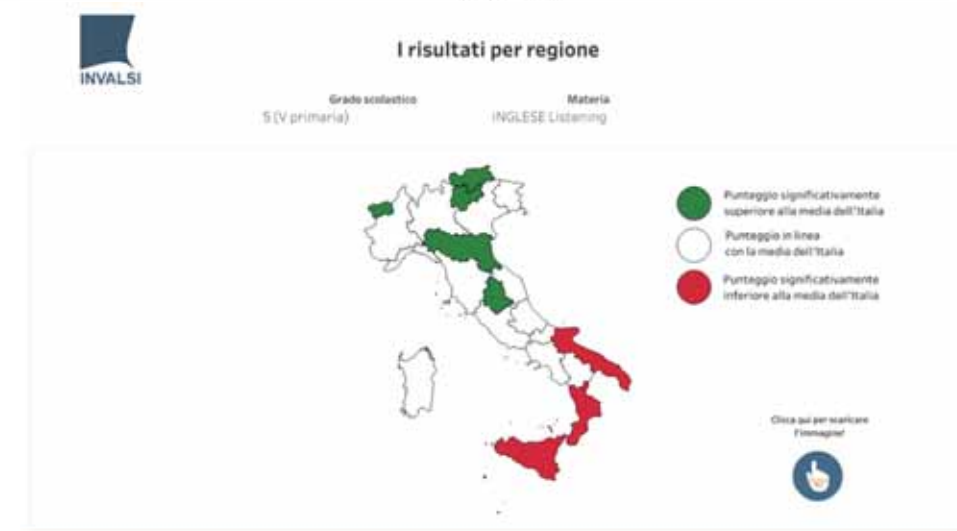 INVALSI
I risultati per regione
Grado scolastico
5 (V primaria)
Materia
INGLESE Listening
Punteggio significativamente
superiore alla media dell'Italia
Punteggio in linea
con la media dell'Italia
Punteggio significativamente
inferiore alla media dell'Italia
Clicca qui per scaricare
l'immagine!